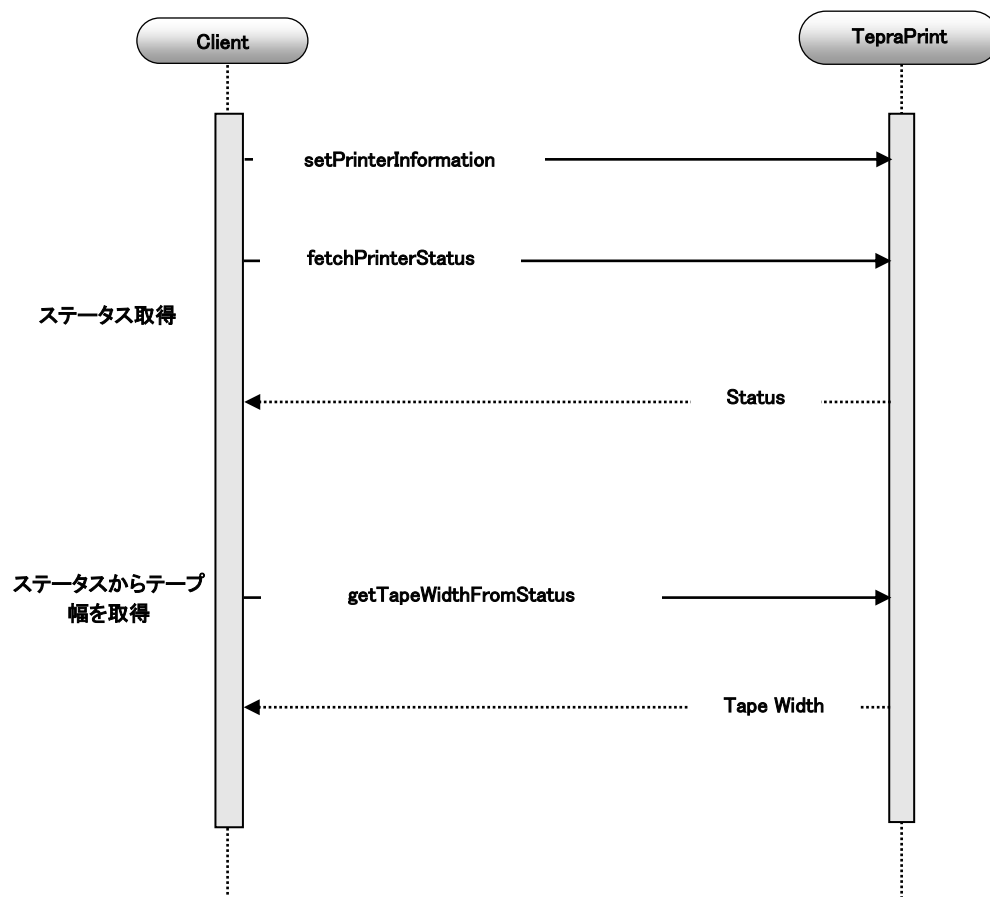 Client
TepraPrint
setPrinterInformation
fetchPrinterStatus
ステータス取得
Status
ステータスからテープ
幅を取得
getTapeWidthFromStatus
Tape Width